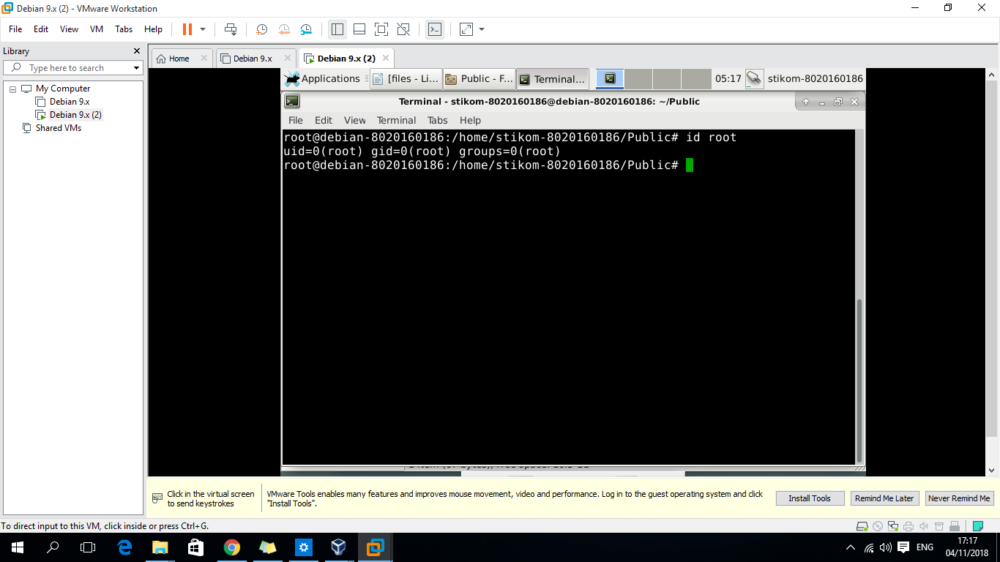 Debian 9.x (2) - VMware Workstation
File Edit View VM Tabs Help
Library
Type here to search
My Computer
Debian 9.x
Debian 9.x (2)
Shared VMs
Home Debian 9.x Debian 9.x (2)
Applications [files - Li... Public - F... Terminal... 05:17 stikom-8020160186
Terminal - stikom-8020160186@debian-8020160186: ~/Public
File Edit View Terminal Tabs Help
root@debian-8020160186:/home/stikom-8020160186/Public# id root
uid=0(root) gid=0(root) groups=0(root)
root@debian-8020160186:/home/stikom-8020160186/Public#
Click in the virtual screen
to send keystrokes
VMware Tools enables many features and improves mouse movement, video and performance. Log in to the guest operating system and click
"Install Tools".
Install Tools Remind Me Later Never Remind Me
To direct input to this VM, click inside or press Ctrl+G.
ENG
17:17
04/11/2018